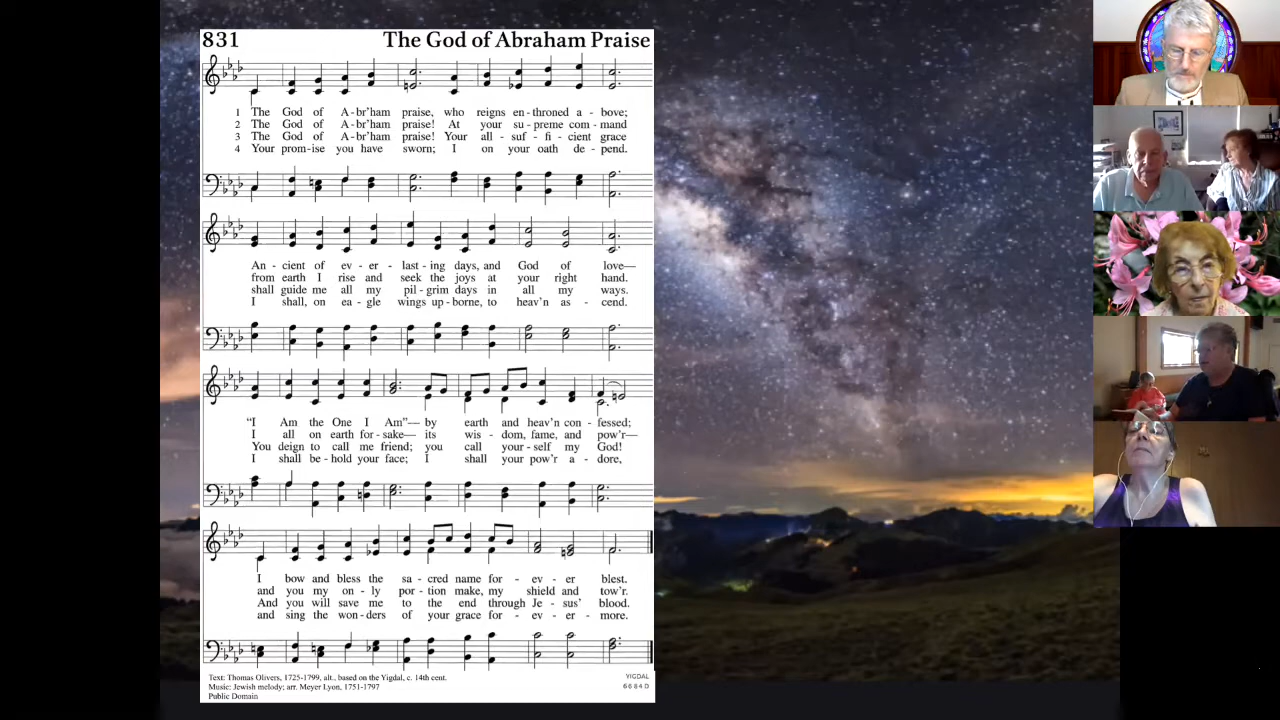 831 The God of Abraham Praise
1 The God of A-br'ham praise, who reigns en-throned a-bove;
2 The God of A-br'ham praise! At your su-preme com-mand
3 The God of A-br'ham praise! Your all-suf-fi-cient grace
4 Your prom-ise you have sworn; I on your oath de-pend.
An-cient of ev-er-last-ing days, and God of love—
from earth I rise and seek the joys at your right hand.
shall guide me all my pil-grim days in all my ways.
I shall, on ea-gle wings up-borne, to heav'n as-cend.
"I Am the One I Am"— by earth and heav'n con-fessed;
I all on earth for-sake— its wis-dom, fame, and pow'r—
You deign to call me friend; you call your-self my God!
I shall be-hold your face; I shall your pow'r a-dore,
I bow and bless the sa-cred name for-ev-er blest.
and you my on-ly por-tion make, my shield and tow'r.
And you will save me to the end through Je-sus' blood.
and sing the won-ders of your grace for-ev-er-more.
Text: Thomas Olivers, 1725-1799, alt., based on the Yigdal, c. 14th cent.
Music: Jewish melody; arr. Meyer Lyon, 1751-1797
Public Domain
YIGDAL
6 6 8 4 D